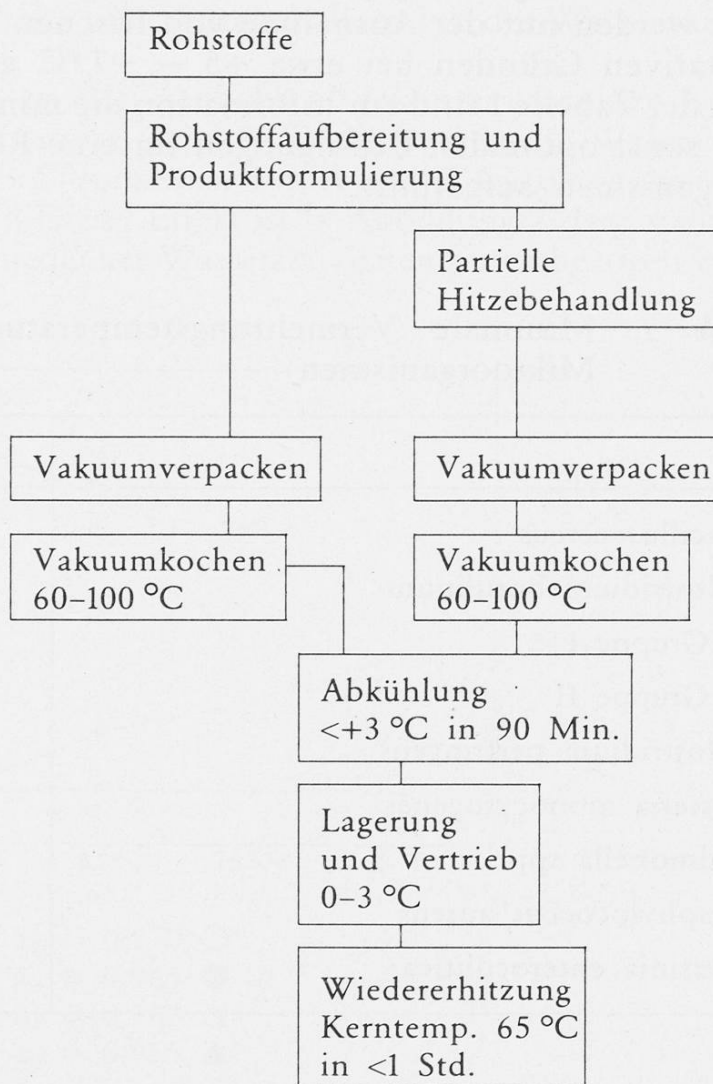 Rohstoffe
Rohstoffaufbereitung und
Produktformulierung
Partielle
Hitzebehandlung
Vakuumverpacken
Vakuumverpacken
Vakuumkochen
60–100 °C
Vakuumkochen
60–100 °C
Abkühlung
<+3 °C in 90 Min.
Lagerung
und Vertrieb
0–3 °C
Wiedererhitzung
Kerntemp. 65 °C
in <1 Std.